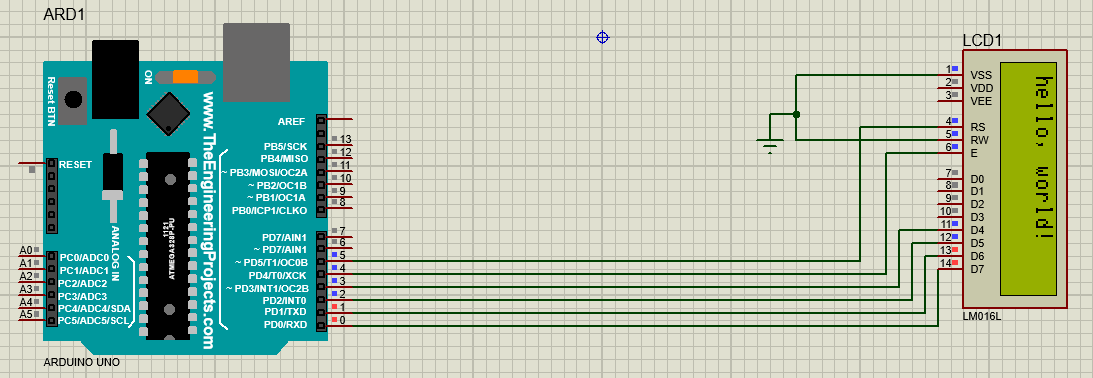 ARD1
ON
Reset BTN
www.TheEngineeringProjects.com
RESET
AREF
PB5/SCK 13
PB4/MISO 12
~ PB3/MOSI/OC2A 11
~ PB2/OC1B 10
~ PB1/OC1A 9
PB0/ICP1/CLKO 8
PD7/AIN1 7
~ PD7/AIN1 6
~ PD5/T1/OC0B 5
PD4/T0/XCK 4
~ PD3/INT1/OC2B 3
PD2/INT0 2
PD1/TXD 1
PD0/RXD 0
1121
ATMEGA328P-PU
ANALOG IN
A0 PC0/ADC0
A1 PC1/ADC1
A2 PC2/ADC2
A3 PC3/ADC3
A4 PC4/ADC4/SDA
A5 PC5/ADC5/SCL
ARDUINO UNO
LCD1
1 VSS
2 VDD
3 VEE
4 RS
5 RW
6 E
7 D0
8 D1
9 D2
10 D3
11 D4
12 D5
13 D6
14 D7
hello, world!
LM016L